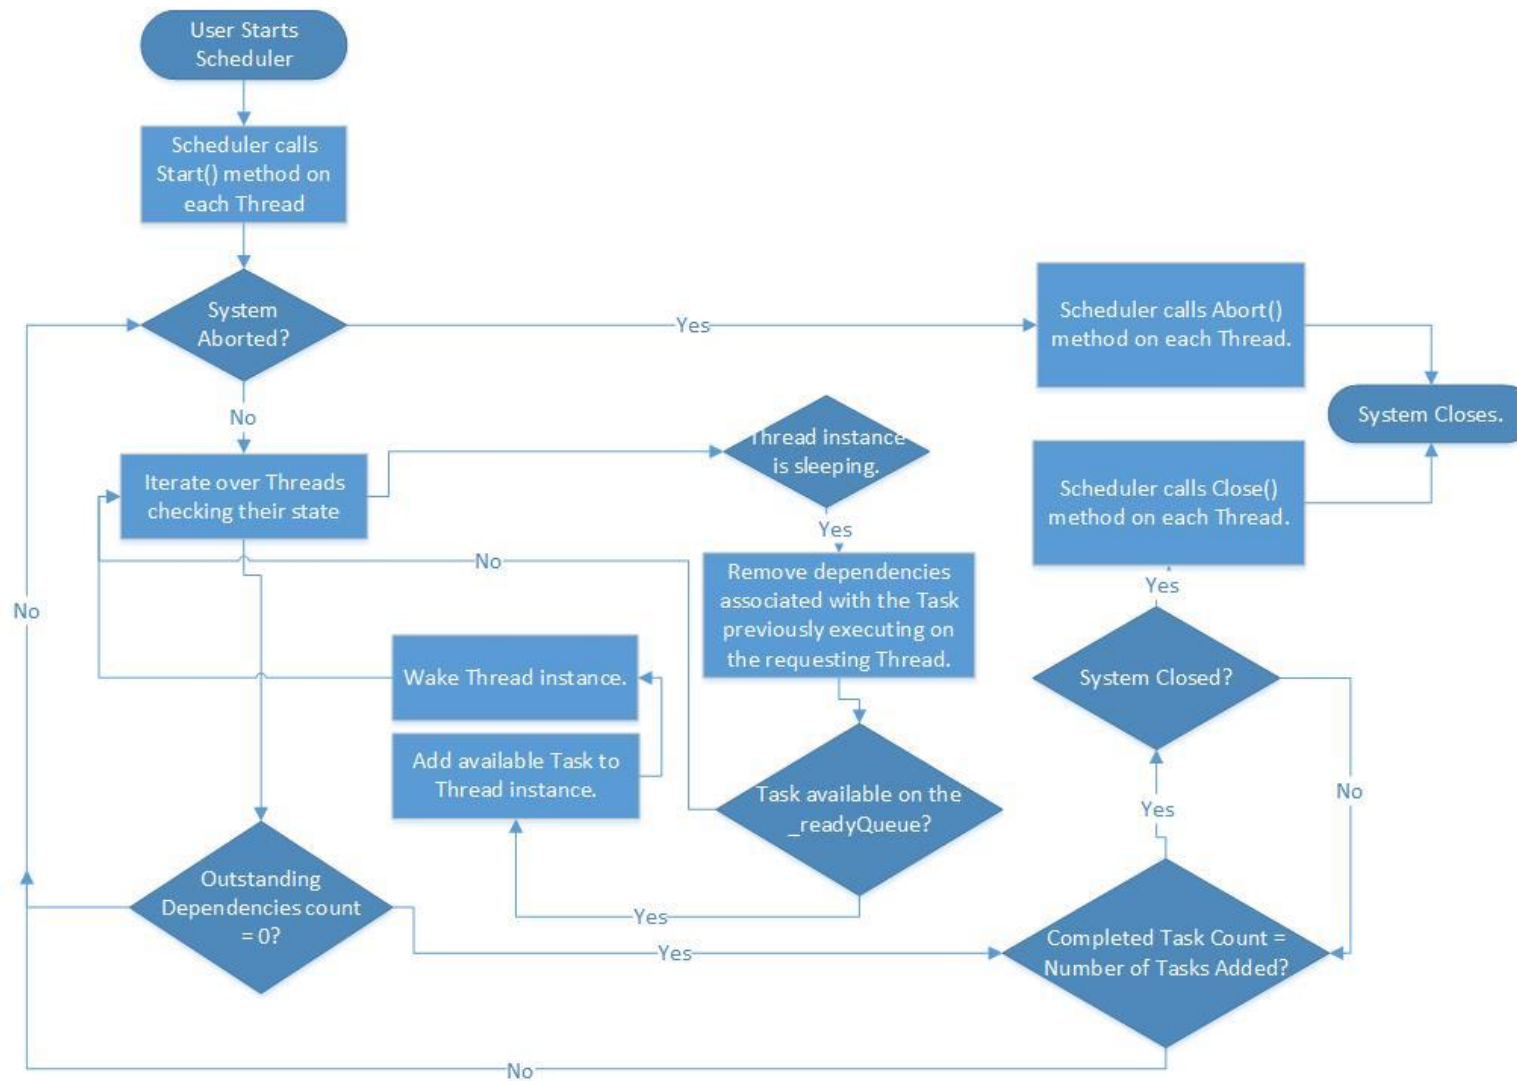 User Starts
Scheduler
Scheduler calls
Start() method on
each Thread
System
Aborted?
Yes
Scheduler calls Abort()
method on each Thread.
System Closes.
No
Thread instance
is sleeping.
Iterate over Threads
checking their state
Scheduler calls Close()
method on each Thread.
Yes
No
Remove dependencies
associated with the Task
previously executing on
the requesting Thread.
Yes
No
Wake Thread instance.
System Closed?
Add available Task to
Thread instance.
Task available on the
_readyQueue?
Yes
No
Outstanding
Dependencies count
= 0?
Yes
Yes
Completed Task Count =
Number of Tasks Added?
No